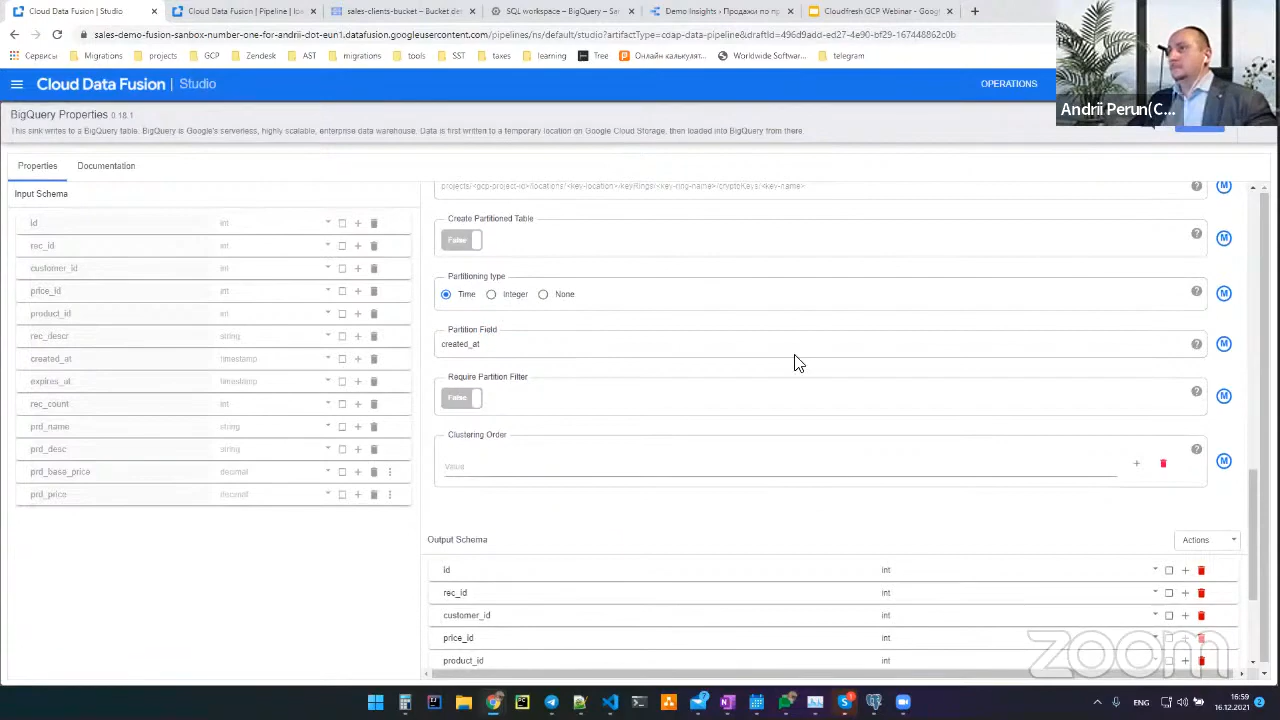 Cloud Data Fusion | Studio
Cloud Data Fusion | Pipeline | Io
sales-clients-bucket – Bucket de
SQL workspace – BigQuery – Sa
Demo Insights - Продажи по пр
Cloudfresh GCP Webinar - Googl
sales-demo-fusion-sanbox-number-one-for-andrii-dot-eun1.datafusion.googleusercontent.com/pipelines/ns/default/studio?artifactType=cdap-data-pipeline&draftId=496d9add-ed27-4e90-bf29-167448862c0b
Сервисы
Migrations
projects
GCP
AST
migrations
tools
SST
taxes
learning
Tree
Онлайн калькулят...
Worldwide Softwar...
telegram
Cloud Data Fusion | Studio
OPERATIONS
Andrii Perun(C...
BigQuery Properties 0.18.1
This sink writes to a BigQuery table. BigQuery is Google's serverless, highly scalable, enterprise data warehouse. Data is first written to a temporary location on Google Cloud Storage, then loaded into BigQuery from there.
Properties
Documentation
Input Schema
id int
rec_id int
customer_id int
price_id int
product_id int
rec_descr string
created_at timestamp
expires_at timestamp
rec_count int
prd_name string
prd_desc string
prd_base_price decimal
prd_price decimal
projects/<gcp-project-id>/locations/<key-location>/keyRings/<key-ring-name>/cryptoKeys/<key-name>
M
Create Partitioned Table
False
M
Partitioning type
Time
Integer
None
M
Partition Field
created_at
M
Require Partition Filter
False
M
Clustering Order
Value
M
Output Schema
Actions
id int
rec_id int
customer_id int
price_id int
product_id int
zoom
ENG
16:59
16.12.2021